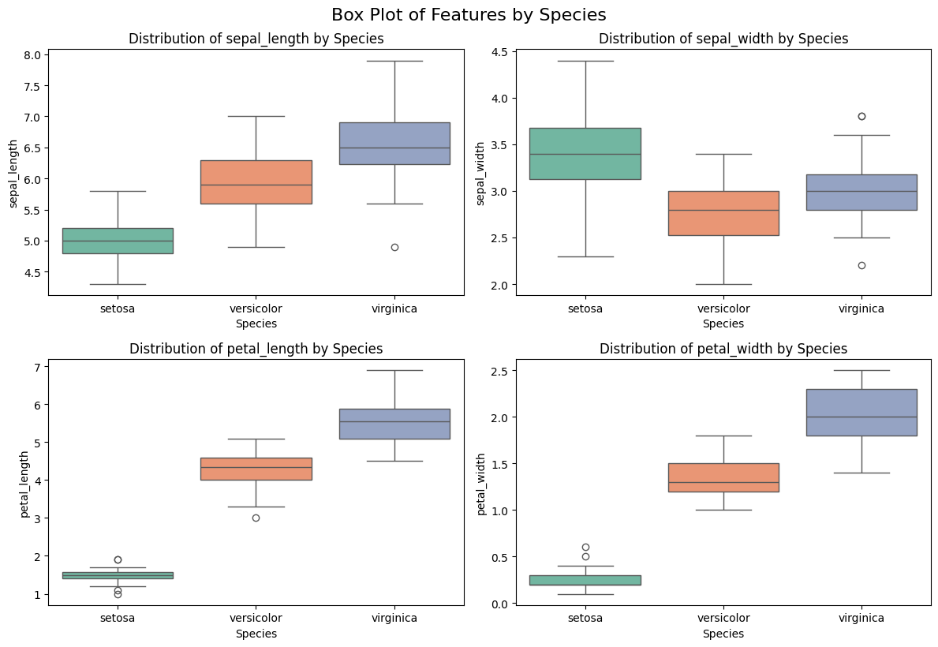 Box Plot of Features by Species
Distribution of sepal_length by Species
8.0
7.5
7.0
6.5
6.0
5.5
5.0
4.5
sepal_length
setosa versicolor virginica
Species
Distribution of sepal_width by Species
4.5
4.0
3.5
3.0
2.5
2.0
sepal_width
setosa versicolor virginica
Species
Distribution of petal_length by Species
7
6
5
4
3
2
1
petal_length
setosa versicolor virginica
Species
Distribution of petal_width by Species
2.5
2.0
1.5
1.0
0.5
0.0
petal_width
setosa versicolor virginica
Species